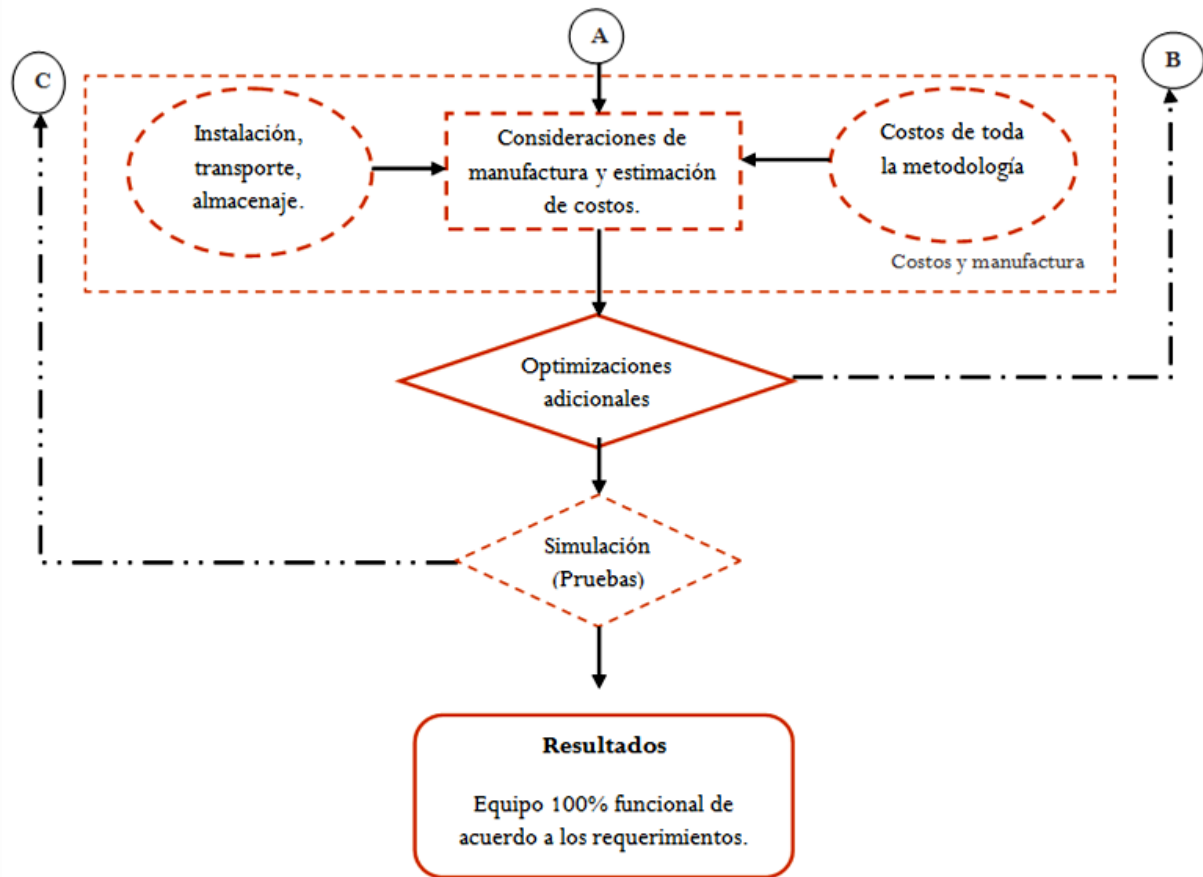 A
C
B
Instalación,
transporte,
almacenaje.
Consideraciones de
manufactura y estimación
de costos.
Costos de toda
la metodología
Costos y manufactura
Optimizaciones
adicionales
Simulación
(Pruebas)
Resultados
Equipo 100% funcional de
acuerdo a los requerimientos.